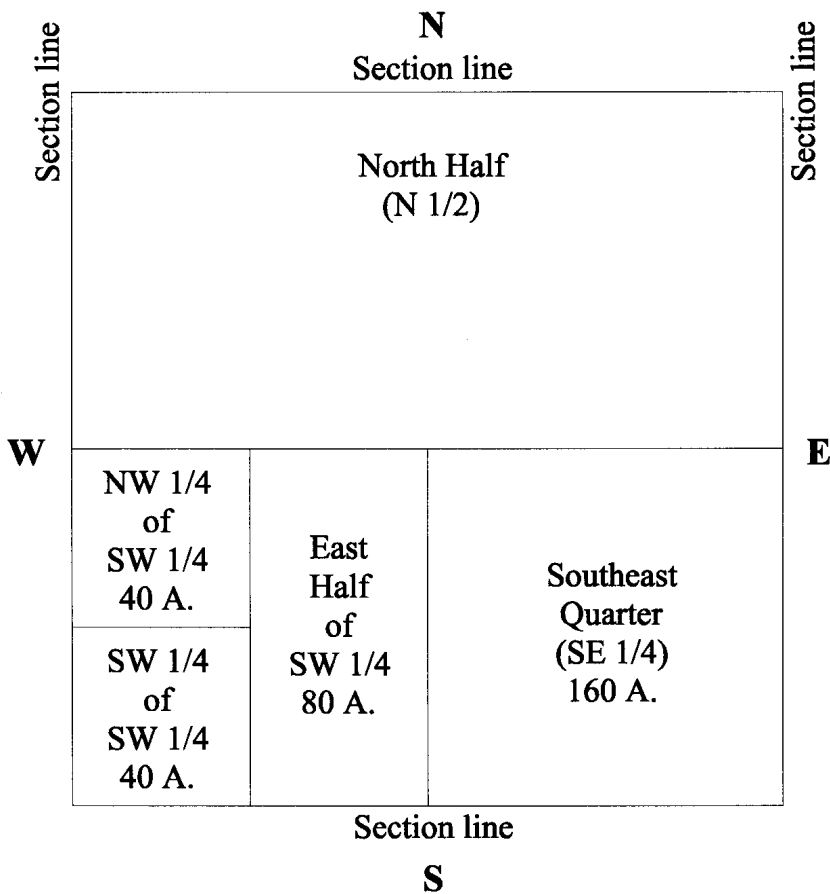 N
Section line
Section line
Section line
North Half
(N 1/2)
W
E
NW 1/4
of
SW 1/4
40 A.
East
Half
of
SW 1/4
80 A.
Southeast
Quarter
(SE 1/4)
160 A.
SW 1/4
of
SW 1/4
40 A.
Section line
S